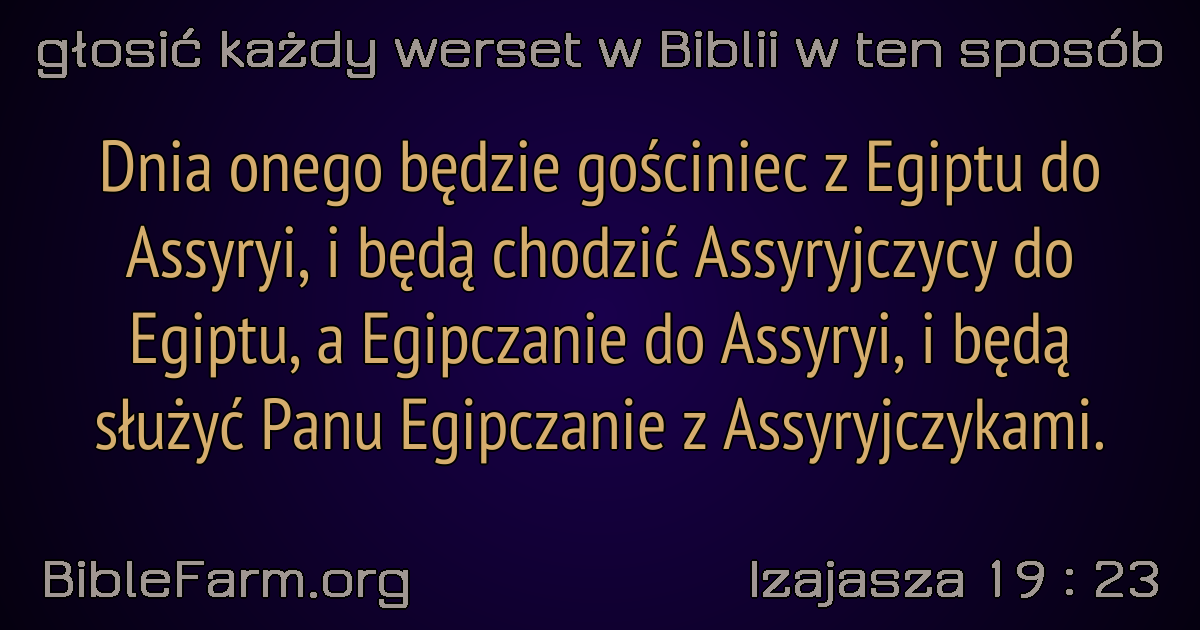 głosić każdy werset w Biblii w ten sposób
Dnia onego będzie gościniec z Egiptu do
Assyryi, i będą chodzić Assyryjczycy do
Egiptu, a Egipczanie do Assyryi, i będą
służyć Panu Egipczanie z Assyryjczykami.
BibleFarm.org
Izajasza 19 : 23